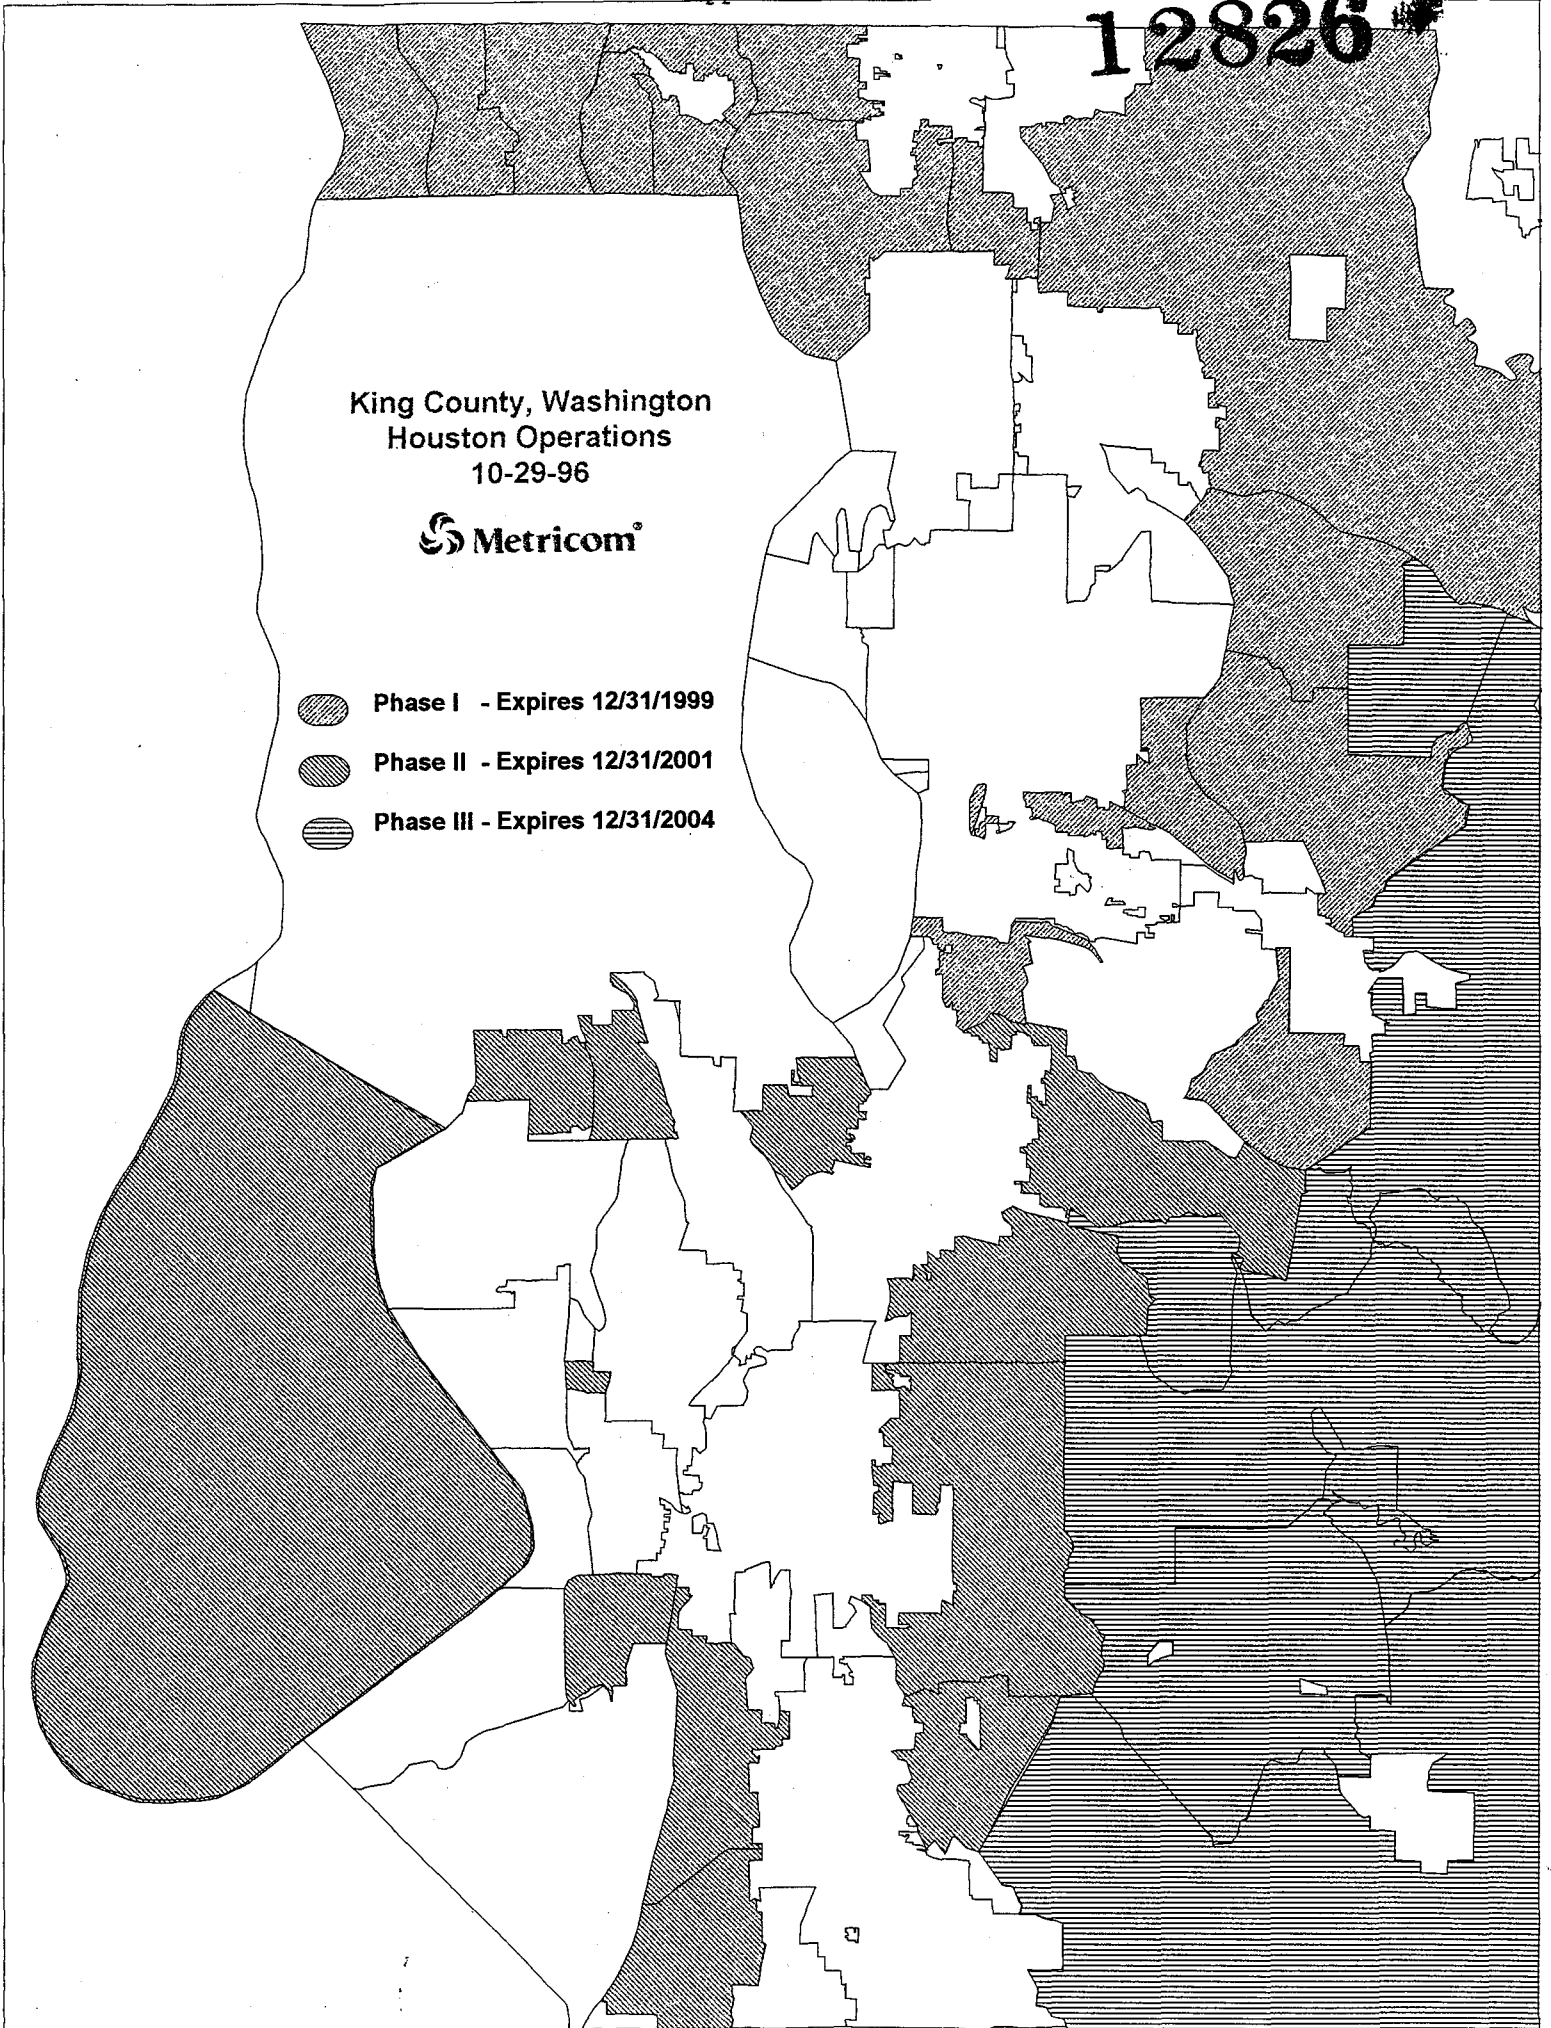 12826
King County, Washington
Houston Operations
10-29-96
Metricom®
Phase I - Expires 12/31/1999
Phase II - Expires 12/31/2001
Phase III - Expires 12/31/2004